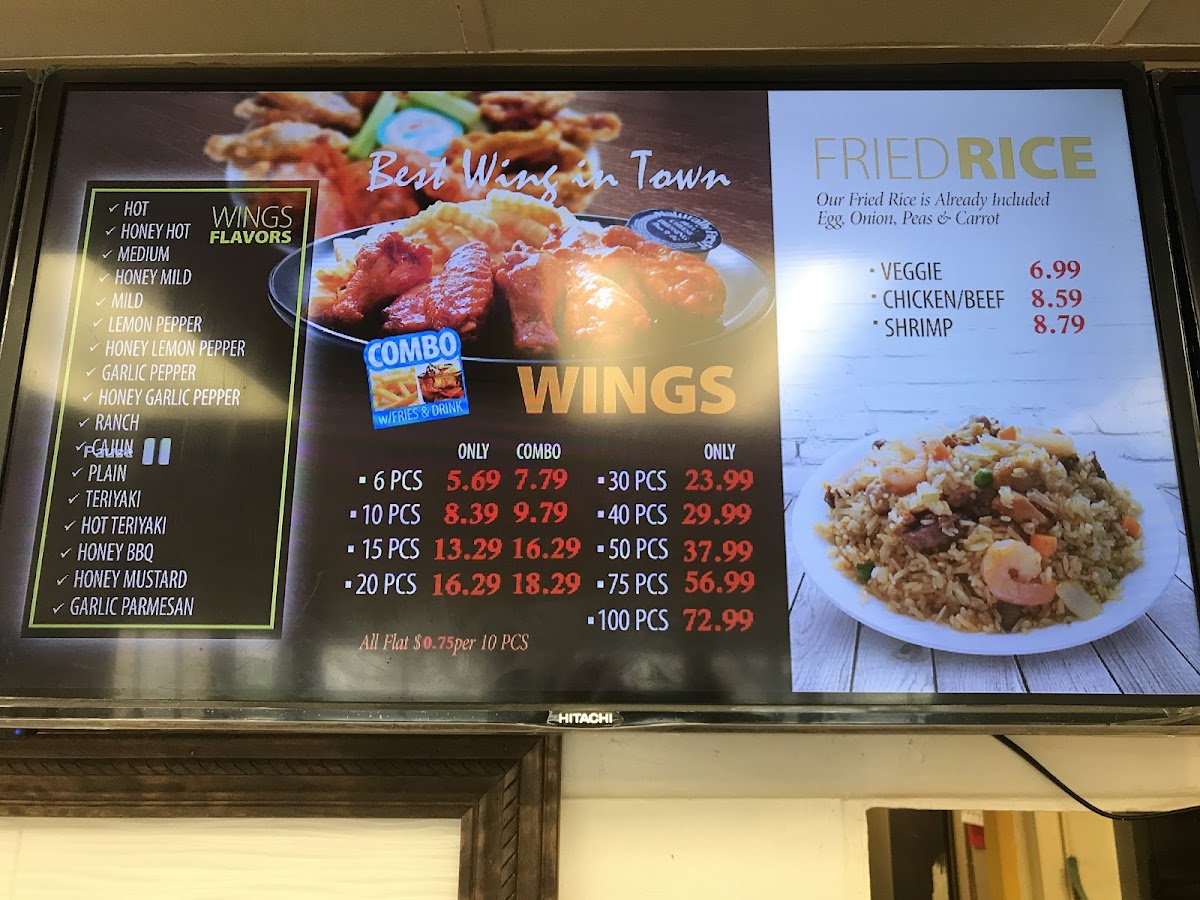 WINGS
FLAVORS
✓ HOT
✓ HONEY HOT
✓ MEDIUM
✓ HONEY MILD
✓ MILD
✓ LEMON PEPPER
✓ HONEY LEMON PEPPER
✓ GARLIC PEPPER
✓ HONEY GARLIC PEPPER
✓ RANCH
✓ CAJUN
Pause
✓ PLAIN
✓ TERIYAKI
✓ HOT TERIYAKI
✓ HONEY BBQ
✓ HONEY MUSTARD
✓ GARLIC PARMESAN
Best Wing in Town
COMBO
W/FRIES & DRINK
WINGS
ONLY COMBO
▪ 6 PCS 5.69 7.79
▪ 10 PCS 8.39 9.79
▪ 15 PCS 13.29 16.29
▪ 20 PCS 16.29 18.29
ONLY
▪ 30 PCS 23.99
▪ 40 PCS 29.99
▪ 50 PCS 37.99
▪ 75 PCS 56.99
▪ 100 PCS 72.99
All Flat $0.75 per 10 PCS
FRIED RICE
Our Fried Rice is Already Included
Egg, Onion, Peas & Carrot
▪ VEGGIE 6.99
▪ CHICKEN/BEEF 8.59
▪ SHRIMP 8.79
HITACHI